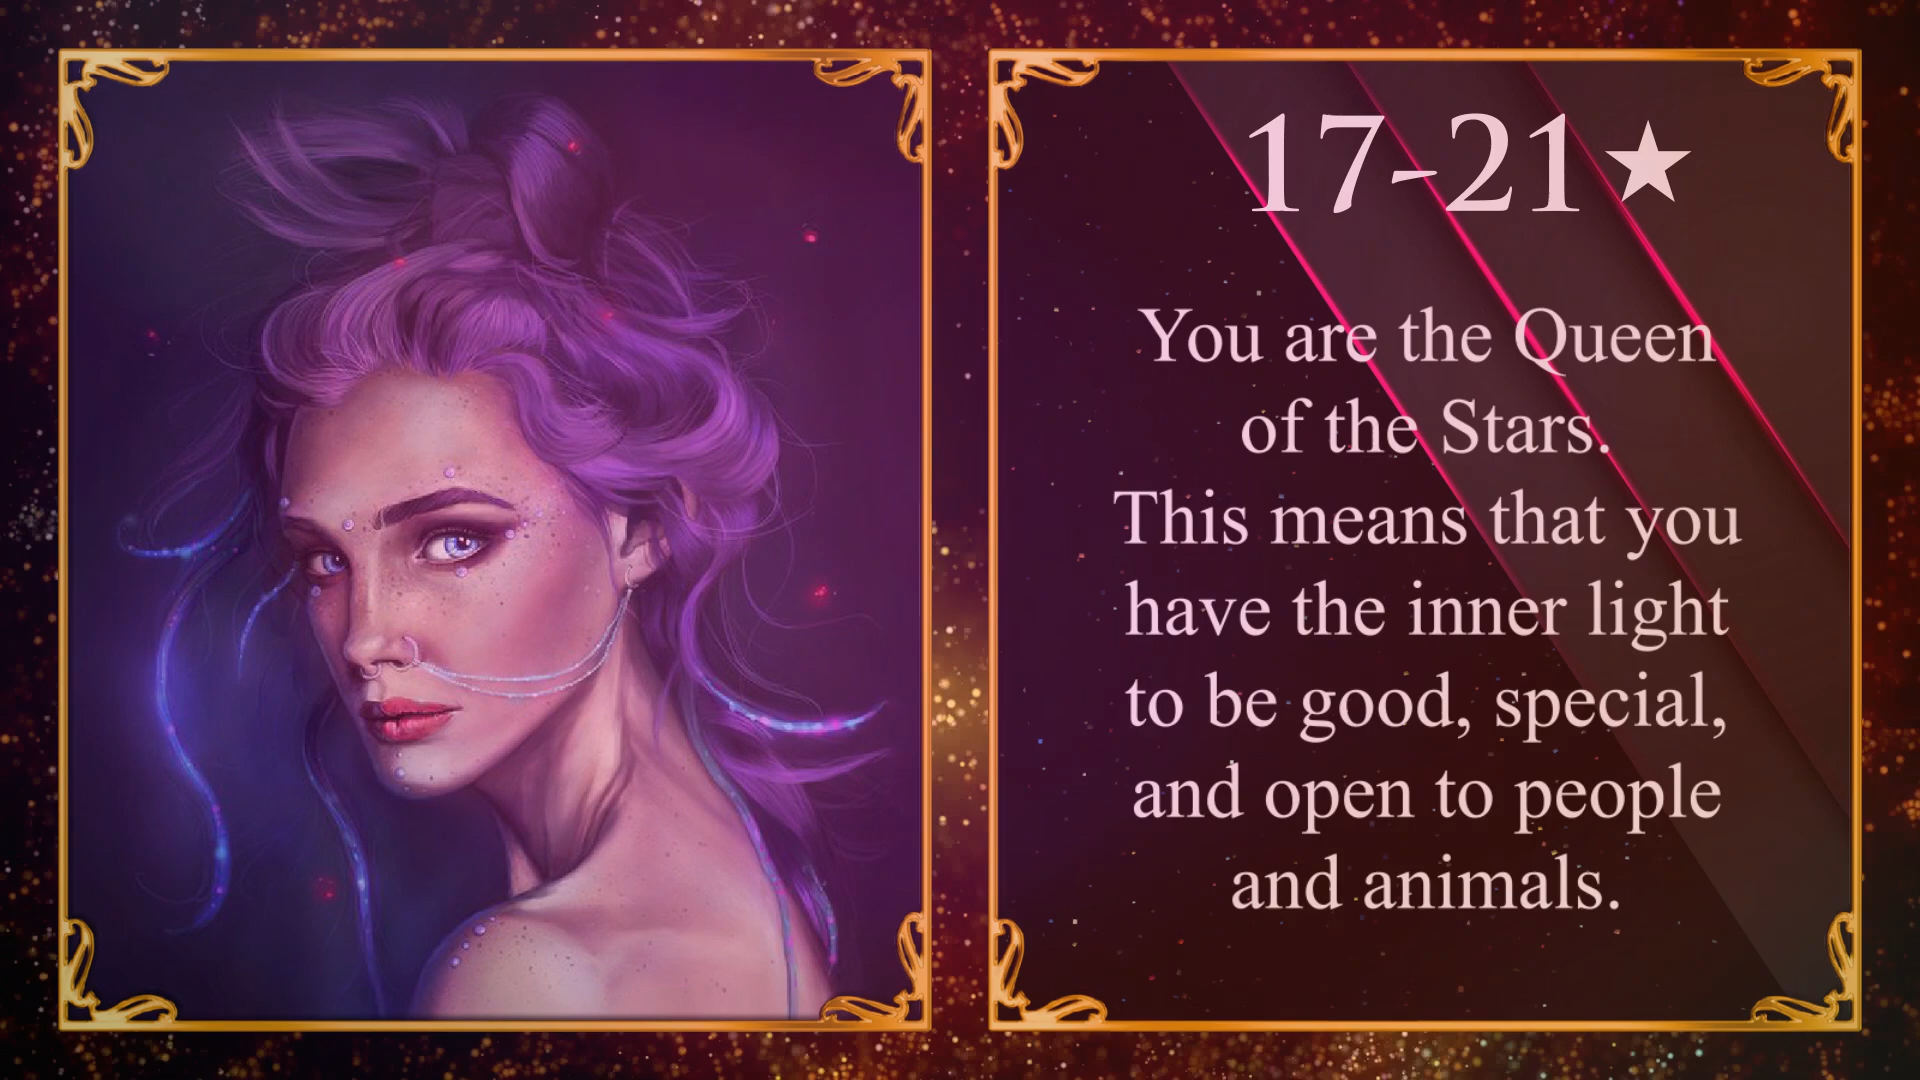 17-21★
You are the Queen
of the Stars.
This means that you
have the inner light
to be good, special,
and open to people
and animals.